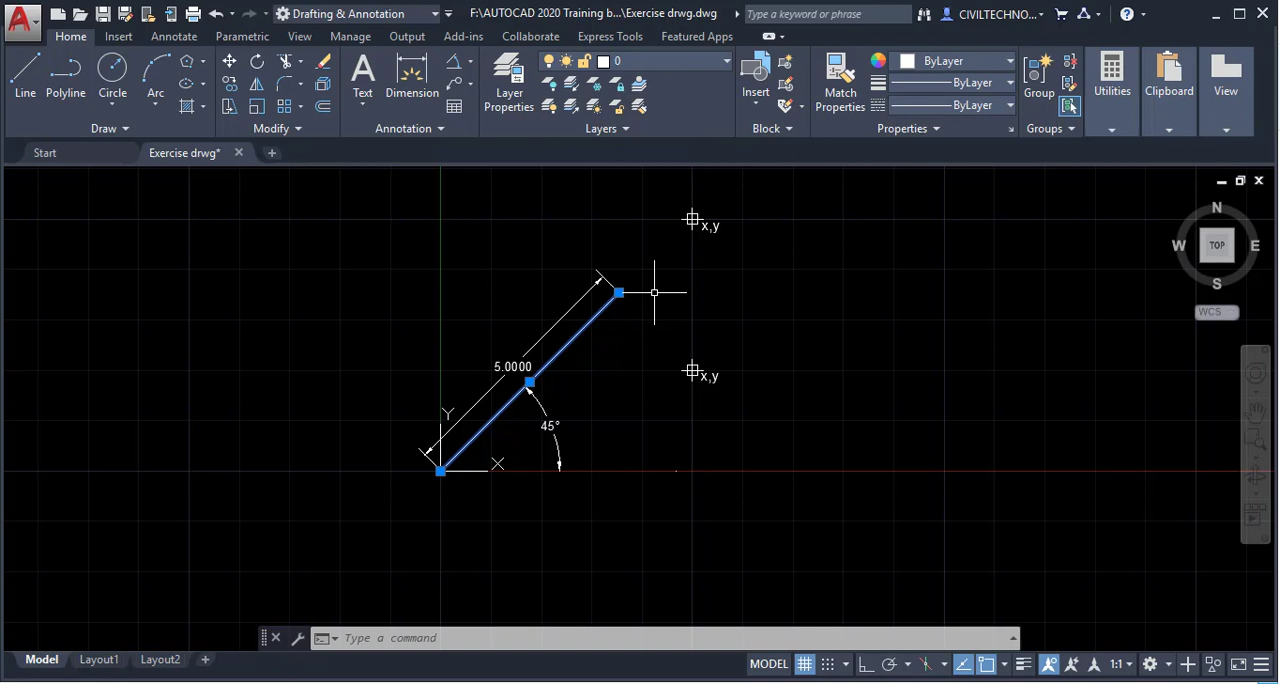 A Drafting & Annotation F:\AUTOCAD 2020 Training b...\Exercise drwg.dwg Type a keyword or phrase CIVILTECHNO... ?
Home Insert Annotate Parametric View Manage Output Add-ins Collaborate Express Tools Featured Apps
Line Polyline Circle Arc A Text Dimension Layer Properties 0 Insert Match Properties ByLayer ByLayer ByLayer Group Utilities Clipboard View
Draw Modify Annotation Layers Block Properties Groups
Start Exercise drwg* +
x,y
x,y
5.0000
45°
Y
X
N
W TOP E
S
WCS
Type a command
Model Layout1 Layout2 + MODEL 1:1